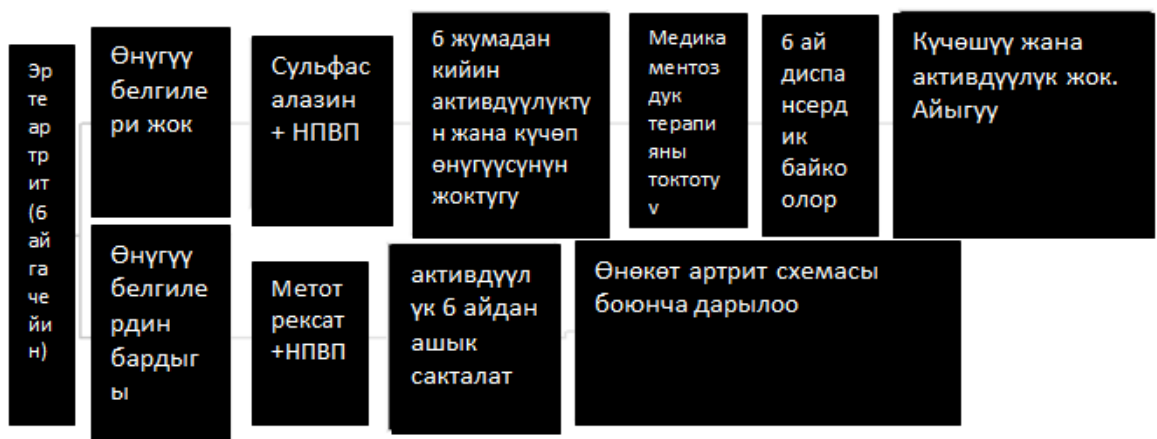 Эр
те
ар
тр
ит
(6
ай
га
че
йи
н)
Өнүгүү
белгиле
ри жок
Сульфас
алазин
+ НПВП
6 жумадан
кийин
активдүүлүктү
н жана күчөп
өнүгүүсүнүн
жоктугу
Медика
ментоз
дук
терапи
яны
токтоту
у
6 ай
диспа
нсерд
ик
байко
олор
Күчөшүү жана
активдүүлүк жок.
Айыгуу
Өнүгүү
белгиле
рдин
бардыг
ы
Метот
рексат
+НПВП
активдүүл
үк 6 айдан
ашык
сакталат
Өнөкөт артрит схемасы
боюнча дарылоо